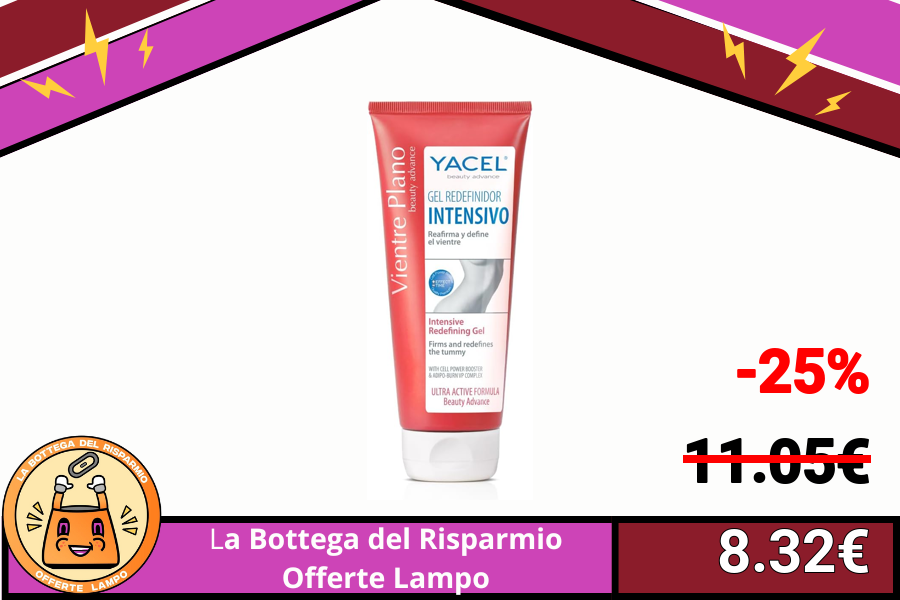 Vientre Plano
beauty advance
YACEL®
beauty advance
GEL REDEFINIDOR
INTENSIVO
Reafirma y define
el vientre
Intensive
Redefining Gel
Firms and redefines
the tummy
WITH CELL POWER BOOSTER
& ADIPO-BURN VP COMPLEX
ULTRA ACTIVE FORMULA
Beauty Advance
-25%
11.05€
8.32€
LA BOTTEGA DEL RISPARMIO
OFFERTE LAMPO
La Bottega del Risparmio
Offerte Lampo